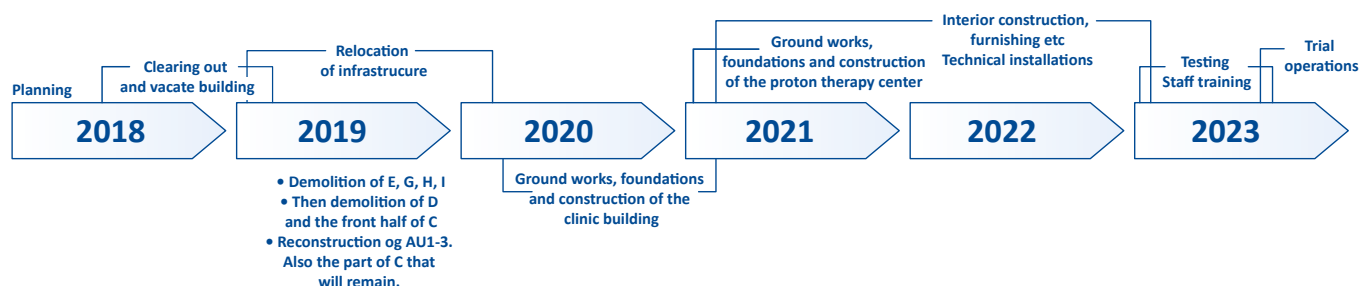 Planning
Clearing out
and vacate building
Relocation
of infrastrucure
Ground works,
foundations and construction
of the proton therapy center
Interior construction,
furnishing etc
Technical installations
Testing
Staff training
Trial
operations
2018
2019
2020
2021
2022
2023
• Demolition of E, G, H, I
• Then demolition of D
and the front half of C
• Reconstruction og AU1-3.
Also the part of C that
will remain.
Ground works, foundations
and construction of the
clinic building